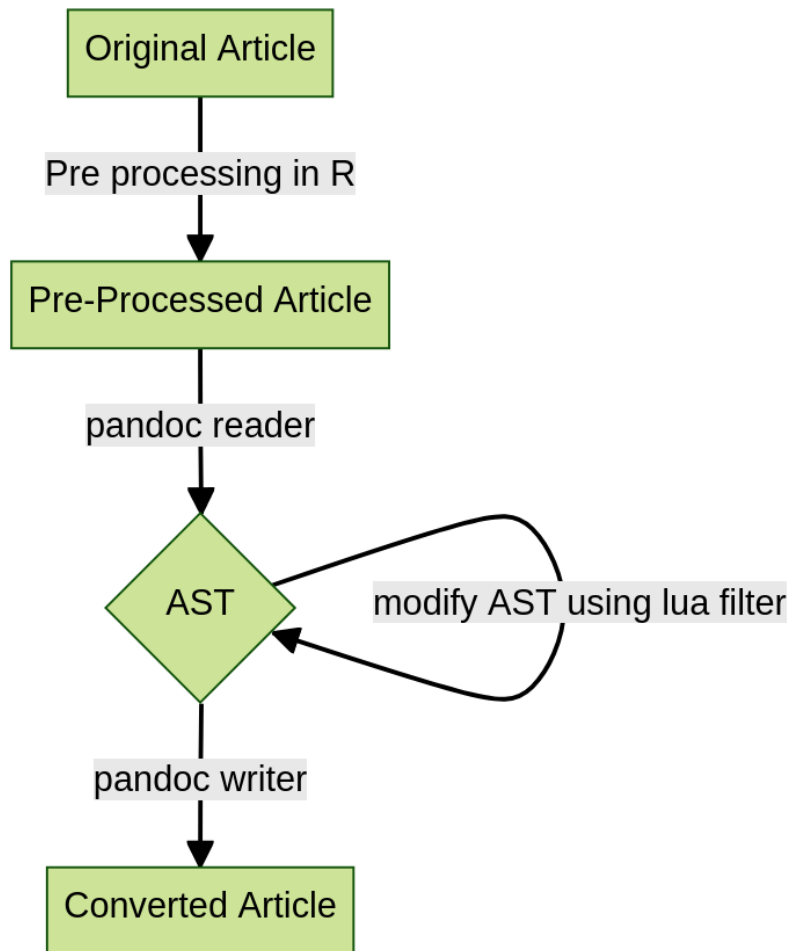 Original Article
Pre processing in R
Pre-Processed Article
pandoc reader
AST
modify AST using lua filter
pandoc writer
Converted Article